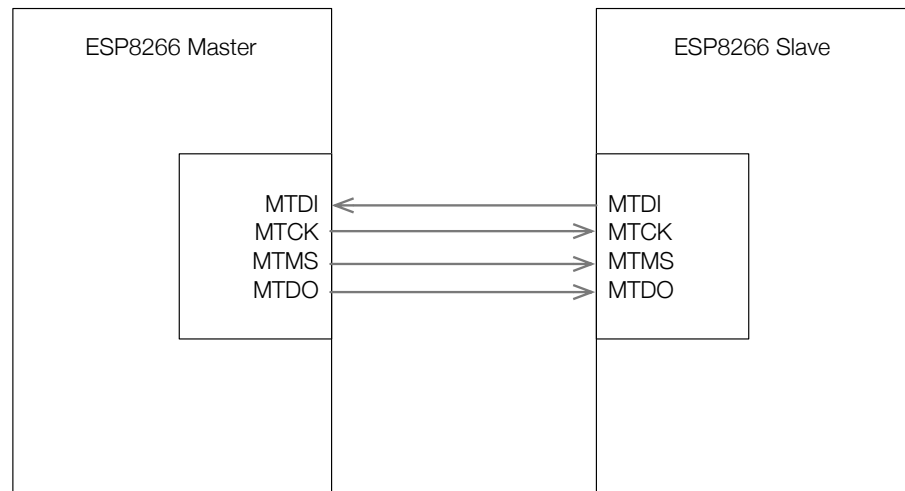 ESP8266 Master
ESP8266 Slave
MTDI
MTCK
MTMS
MTDO
MTDI
MTCK
MTMS
MTDO